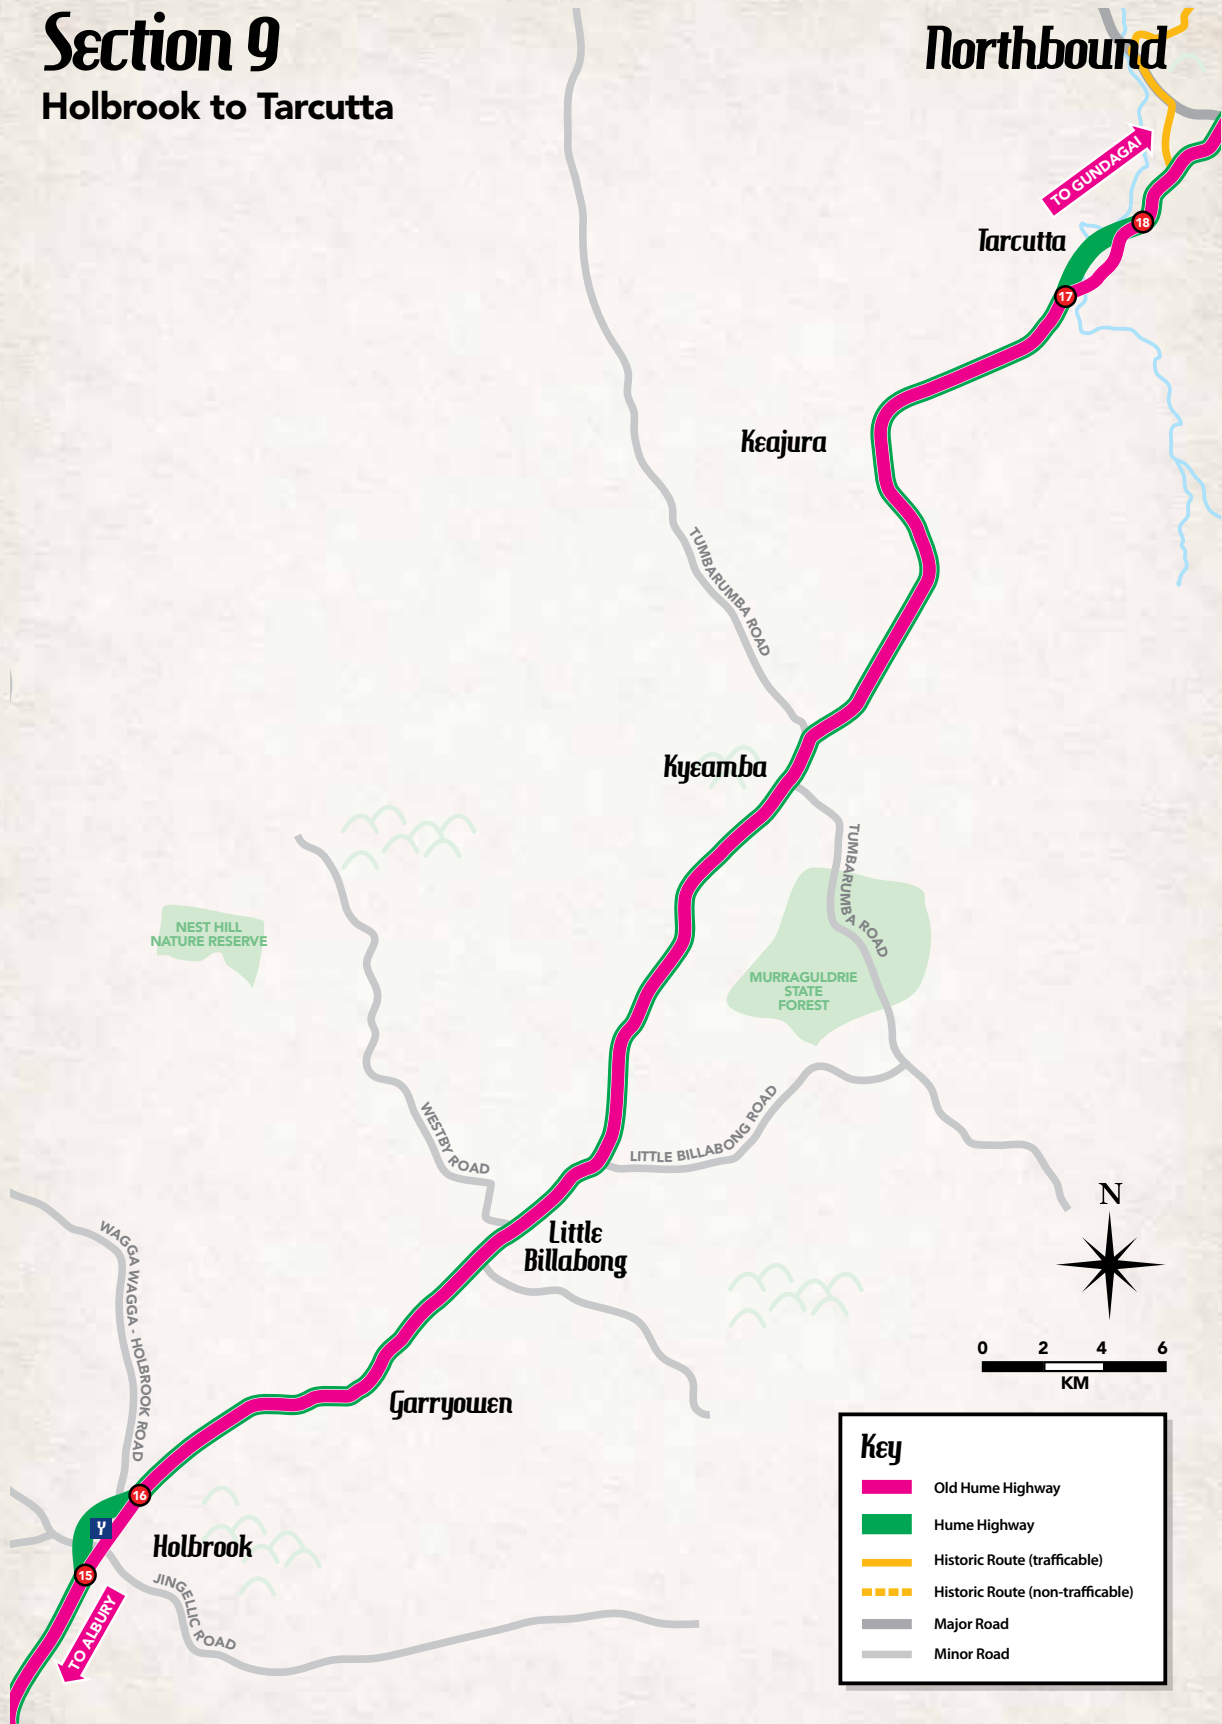 Section 9
Holbrook to Tarcutta
Northbound
TO GUNDAGAI
18
Tarcutta
17
Keajura
TUMBARUMBA ROAD
Kyeamba
TUMBARUMBA ROAD
NEST HILL
NATURE RESERVE
MURRAGULDRIE
STATE
FOREST
WESTBY ROAD
LITTLE BILLABONG ROAD
N
WAGGA WAGGA - HOLBROOK ROAD
Little
Billabong
0 2 4 6
KM
Garryowen
16
Y
Holbrook
15
JINGELLIC ROAD
TO ALBURY
Key
Old Hume Highway
Hume Highway
Historic Route (trafficable)
Historic Route (non-trafficable)
Major Road
Minor Road